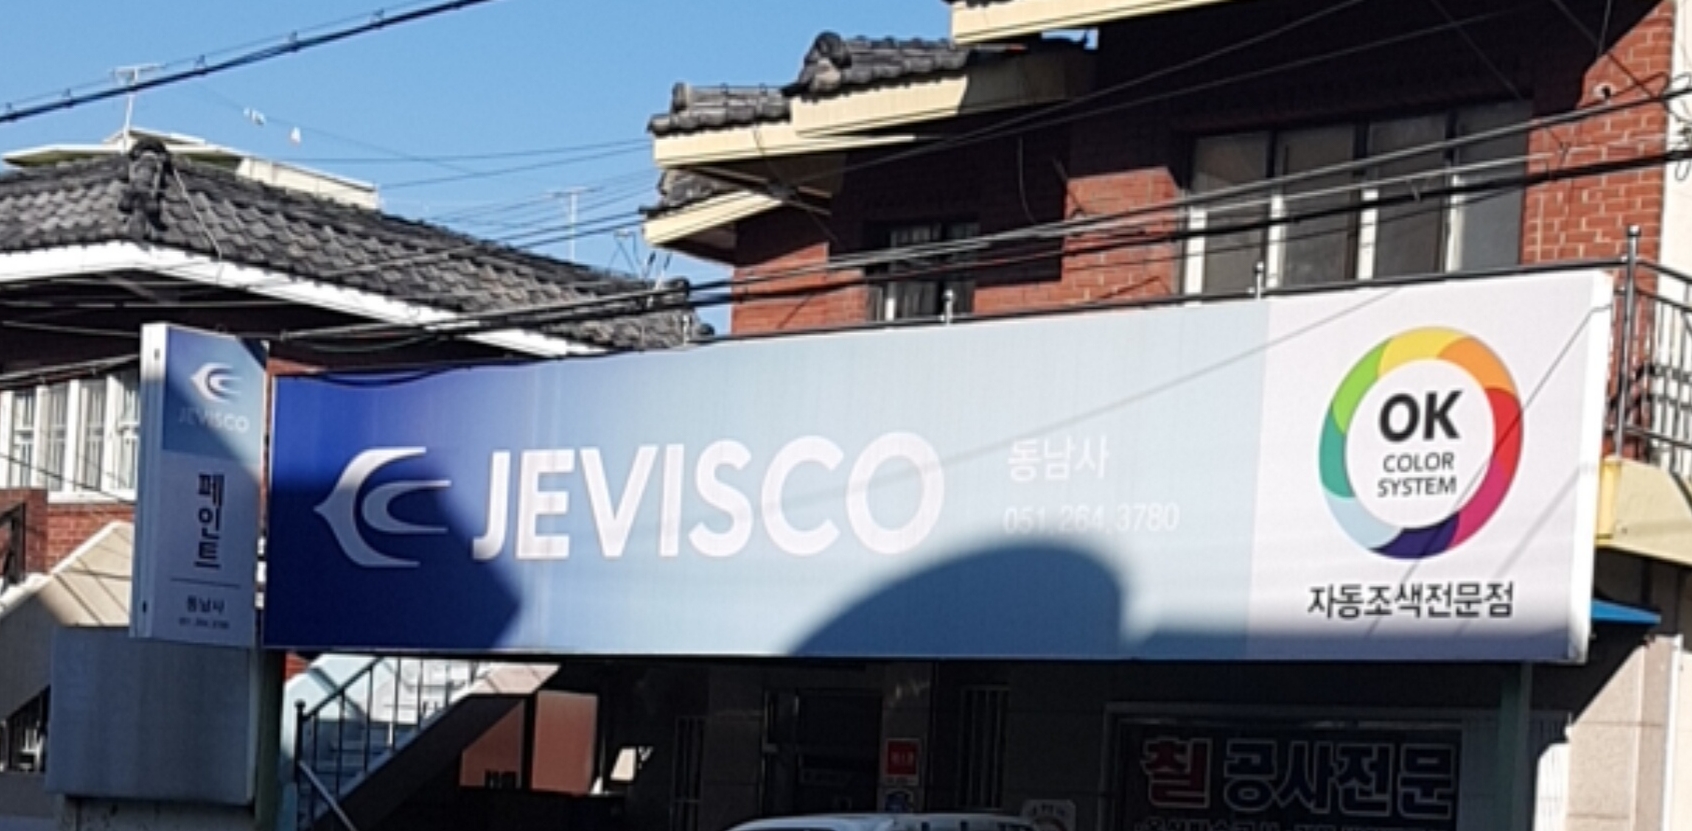 JEVISCO
페인트
동남사
JEVISCO
동남사
051.264.3780
OK
COLOR
SYSTEM
자동조색전문점
칠 공사전문